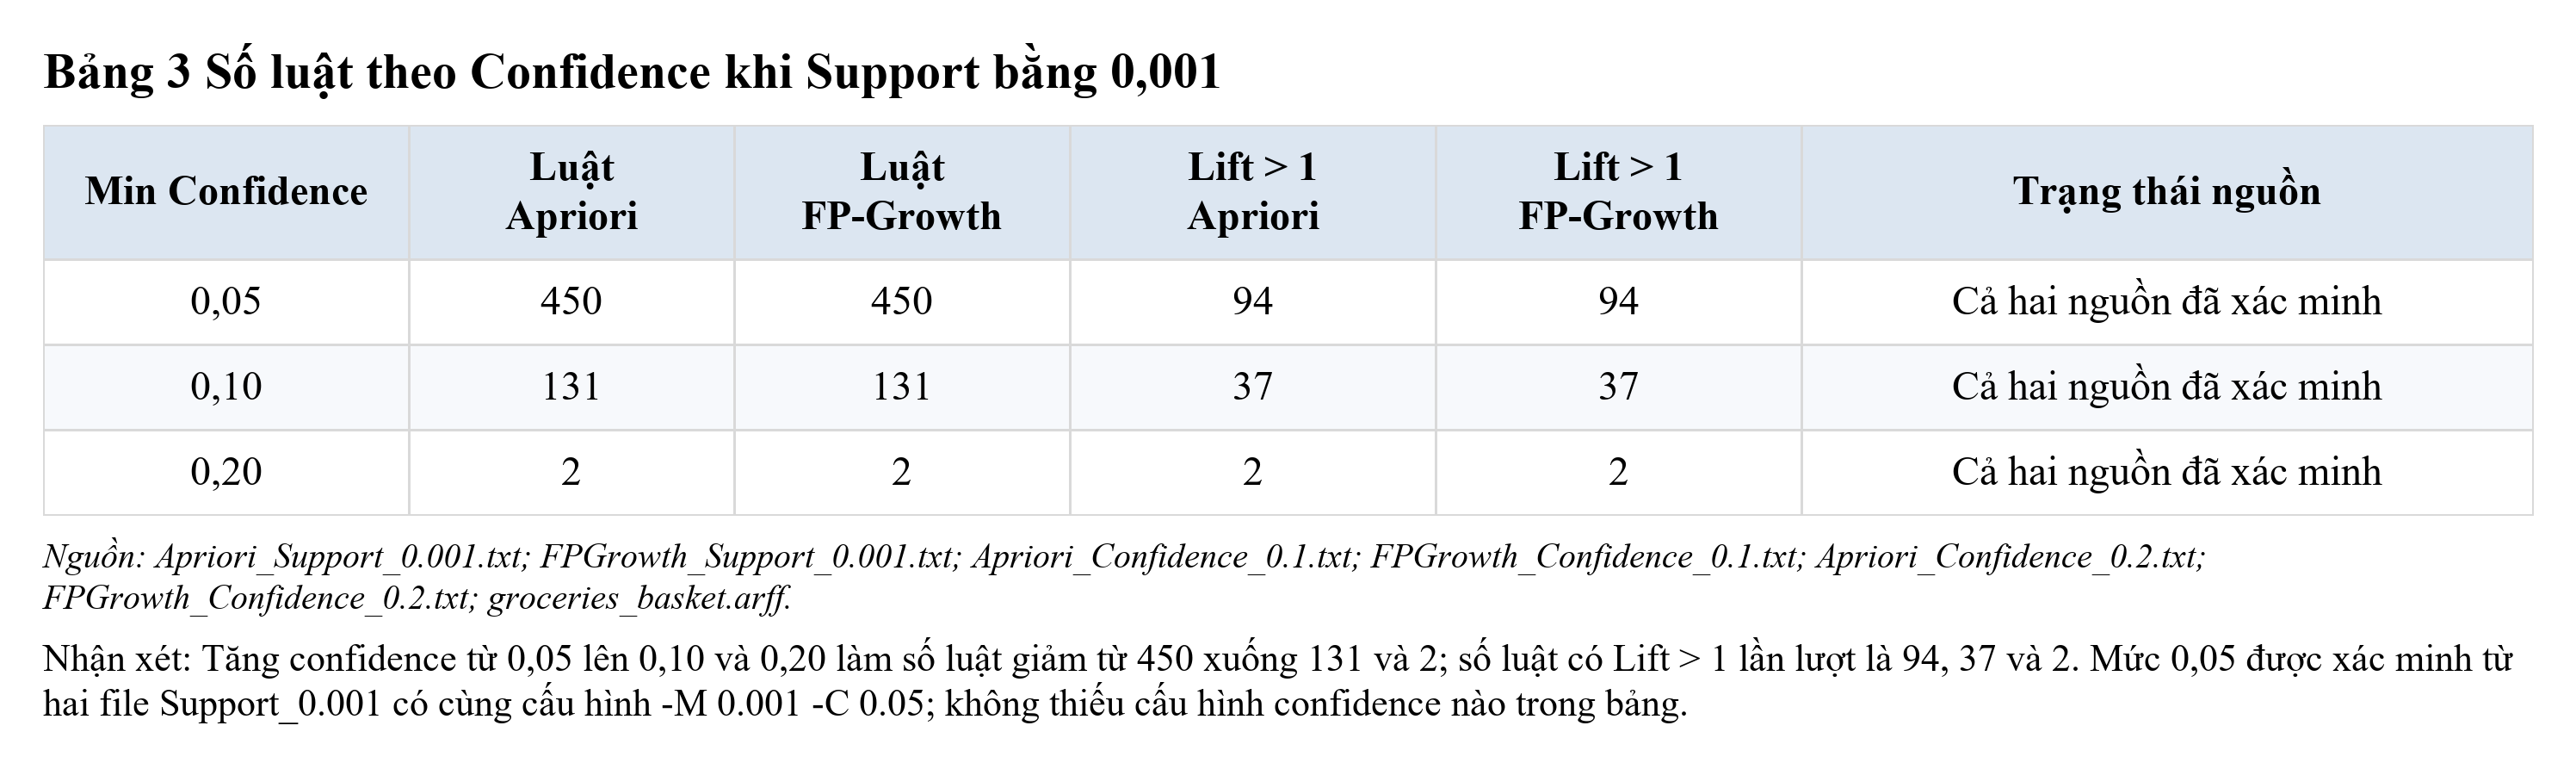 Bảng 3 Số luật theo Confidence khi Support bằng 0,001
Min Confidence
Luật
Apriori
Luật
FP-Growth
Lift > 1
Apriori
Lift > 1
FP-Growth
Trạng thái nguồn
0,05 450 450 94 94 Cả hai nguồn đã xác minh
0,10 131 131 37 37 Cả hai nguồn đã xác minh
0,20 2 2 2 2 Cả hai nguồn đã xác minh
Nguồn: Apriori_Support_0.001.txt; FPGrowth_Support_0.001.txt; Apriori_Confidence_0.1.txt; FPGrowth_Confidence_0.1.txt; Apriori_Confidence_0.2.txt;
FPGrowth_Confidence_0.2.txt; groceries_basket.arff.
Nhận xét: Tăng confidence từ 0,05 lên 0,10 và 0,20 làm số luật giảm từ 450 xuống 131 và 2; số luật có Lift > 1 lần lượt là 94, 37 và 2. Mức 0,05 được xác minh từ
hai file Support_0.001 có cùng cấu hình -M 0.001 -C 0.05; không thiếu cấu hình confidence nào trong bảng.